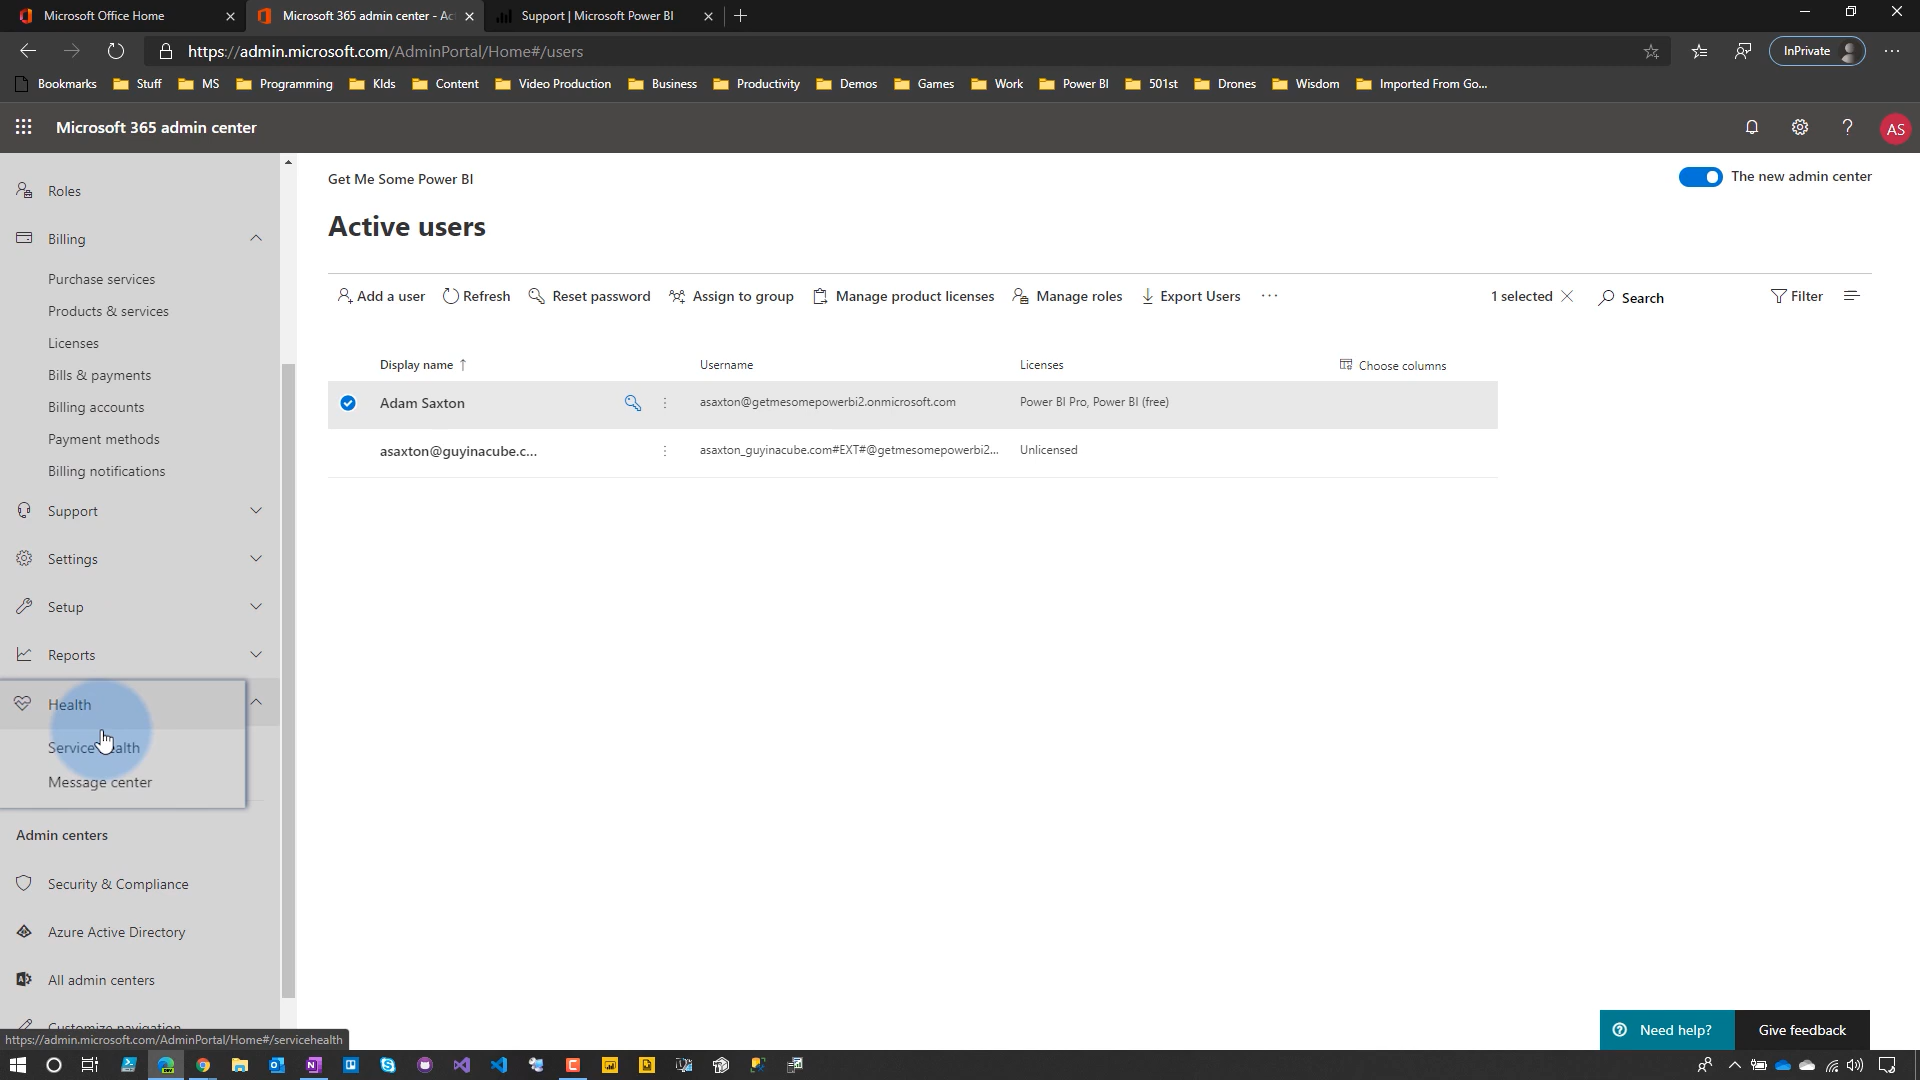 Microsoft Office Home
Microsoft 365 admin center - Ac
Support | Microsoft Power BI
https://admin.microsoft.com/AdminPortal/Home#/users
InPrivate
Bookmarks
Stuff
MS
Programming
KIds
Content
Video Production
Business
Productivity
Demos
Games
Work
Power BI
501st
Drones
Wisdom
Imported From Go...
Microsoft 365 admin center
AS
Roles
Billing
Purchase services
Products & services
Licenses
Bills & payments
Billing accounts
Payment methods
Billing notifications
Support
Settings
Setup
Reports
Health
Service health
Message center
Admin centers
Security & Compliance
Azure Active Directory
All admin centers
Customize navigation
https://admin.microsoft.com/AdminPortal/Home#/servicehealth
Get Me Some Power BI
The new admin center
Active users
Add a user
Refresh
Reset password
Assign to group
Manage product licenses
Manage roles
Export Users
1 selected
Search
Filter
Display name ↑
Username
Licenses
Choose columns
Adam Saxton
asaxton@getmesomepowerbi2.onmicrosoft.com
Power BI Pro, Power BI (free)
asaxton@guyinacube.c...
asaxton_guyinacube.com#EXT#@getmesomepowerbi2...
Unlicensed
Need help?
Give feedback